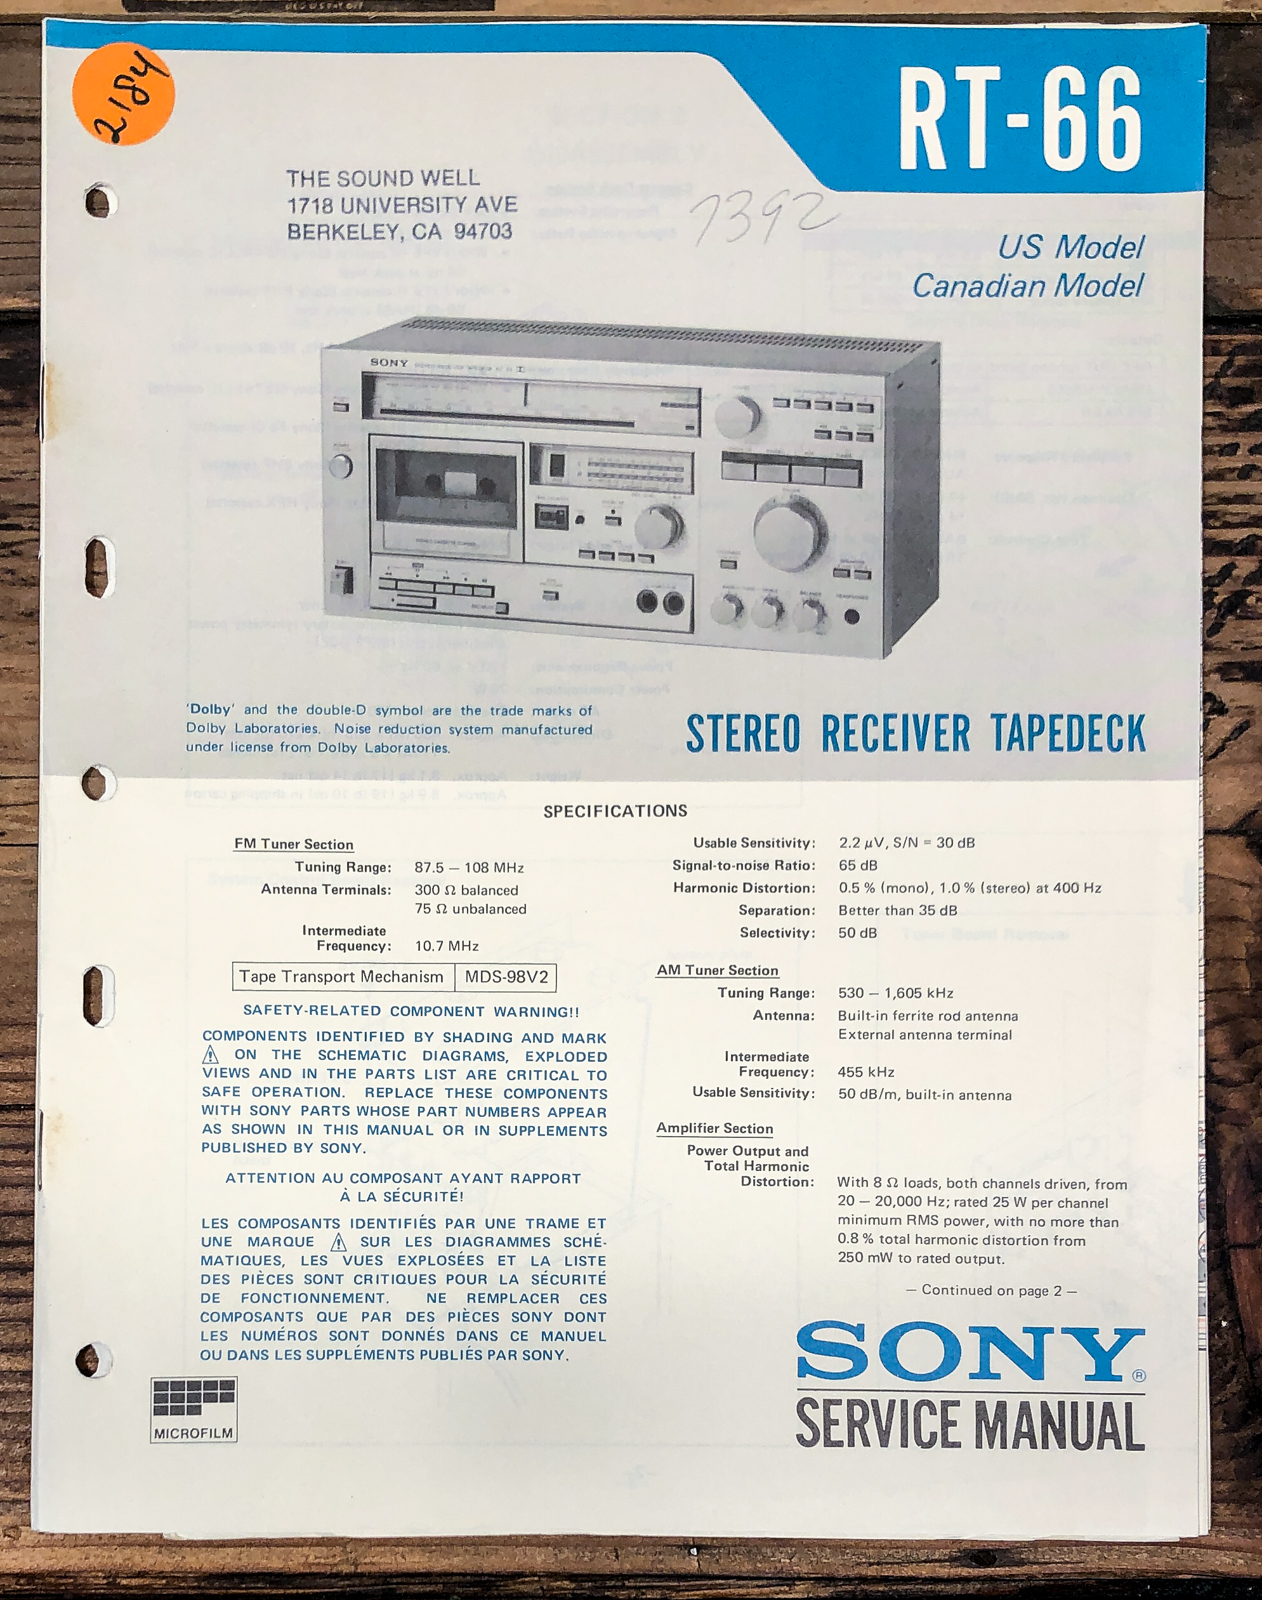 2184
RT-66
THE SOUND WELL
1718 UNIVERSITY AVE
BERKELEY, CA 94703
7392
US Model
Canadian Model
SONY
'Dolby' and the double-D symbol are the trade marks of
Dolby Laboratories. Noise reduction system manufactured
under license from Dolby Laboratories.
STEREO RECEIVER TAPEDECK
SPECIFICATIONS
FM Tuner Section
Tuning Range: 87.5 – 108 MHz
Antenna Terminals: 300 Ω balanced
75 Ω unbalanced
Intermediate
Frequency: 10.7 MHz
Tape Transport Mechanism MDS-98V2
SAFETY-RELATED COMPONENT WARNING!!
COMPONENTS IDENTIFIED BY SHADING AND MARK
⚠ ON THE SCHEMATIC DIAGRAMS, EXPLODED
VIEWS AND IN THE PARTS LIST ARE CRITICAL TO
SAFE OPERATION. REPLACE THESE COMPONENTS
WITH SONY PARTS WHOSE PART NUMBERS APPEAR
AS SHOWN IN THIS MANUAL OR IN SUPPLEMENTS
PUBLISHED BY SONY.
ATTENTION AU COMPOSANT AYANT RAPPORT
À LA SÉCURITÉ!
LES COMPOSANTS IDENTIFIÉS PAR UNE TRAME ET
UNE MARQUE ⚠ SUR LES DIAGRAMMES SCHÉ-
MATIQUES, LES VUES EXPLOSÉES ET LA LISTE
DES PIÈCES SONT CRITIQUES POUR LA SÉCURITÉ
DE FONCTIONNEMENT. NE REMPLACER CES
COMPOSANTS QUE PAR DES PIÈCES SONY DONT
LES NUMÉROS SONT DONNÉS DANS CE MANUEL
OU DANS LES SUPPLÉMENTS PUBLIÉS PAR SONY.
MICROFILM
Usable Sensitivity: 2.2 μV, S/N = 30 dB
Signal-to-noise Ratio: 65 dB
Harmonic Distortion: 0.5 % (mono), 1.0 % (stereo) at 400 Hz
Separation: Better than 35 dB
Selectivity: 50 dB
AM Tuner Section
Tuning Range: 530 – 1,605 kHz
Antenna: Built-in ferrite rod antenna
External antenna terminal
Intermediate
Frequency: 455 kHz
Usable Sensitivity: 50 dB/m, built-in antenna
Amplifier Section
Power Output and
Total Harmonic
Distortion: With 8 Ω loads, both channels driven, from
20 – 20,000 Hz; rated 25 W per channel
minimum RMS power, with no more than
0.8 % total harmonic distortion from
250 mW to rated output.
– Continued on page 2 –
SONY®
SERVICE MANUAL